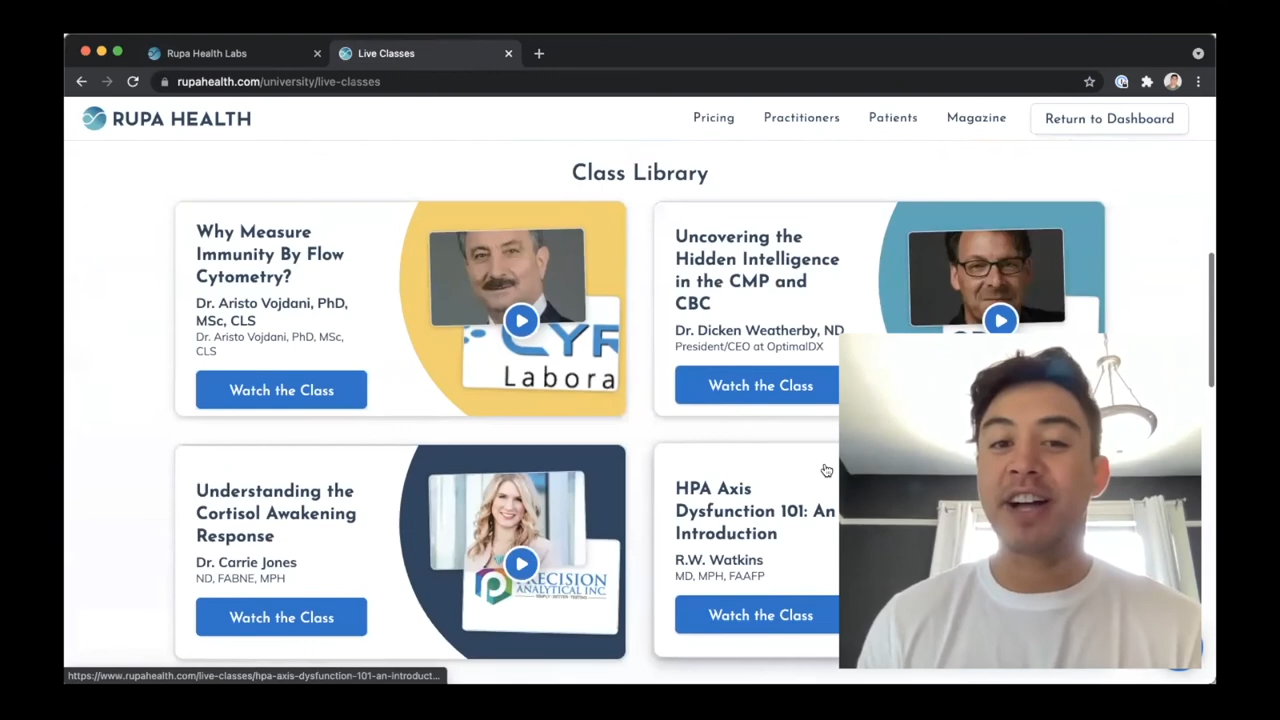 Rupa Health Labs
Live Classes
rupahealth.com/university/live-classes
RUPA HEALTH
Pricing
Practitioners
Patients
Magazine
Return to Dashboard
Class Library
Why Measure
Immunity By Flow
Cytometry?
Dr. Aristo Vojdani, PhD,
MSc, CLS
Dr. Aristo Vojdani, PhD, MSc,
CLS
Watch the Class
Labora
Uncovering the
Hidden Intelligence
in the CMP and
CBC
Dr. Dicken Weatherby, ND
President/CEO at OptimalDX
Watch the Class
Understanding the
Cortisol Awakening
Response
Dr. Carrie Jones
ND, FABNE, MPH
Watch the Class
PRECISION
ANALYTICAL INC
HPA Axis
Dysfunction 101: An
Introduction
R.W. Watkins
MD, MPH, FAAFP
Watch the Class
https://www.rupahealth.com/live-classes/hpa-axis-dysfunction-101-an-introduct...